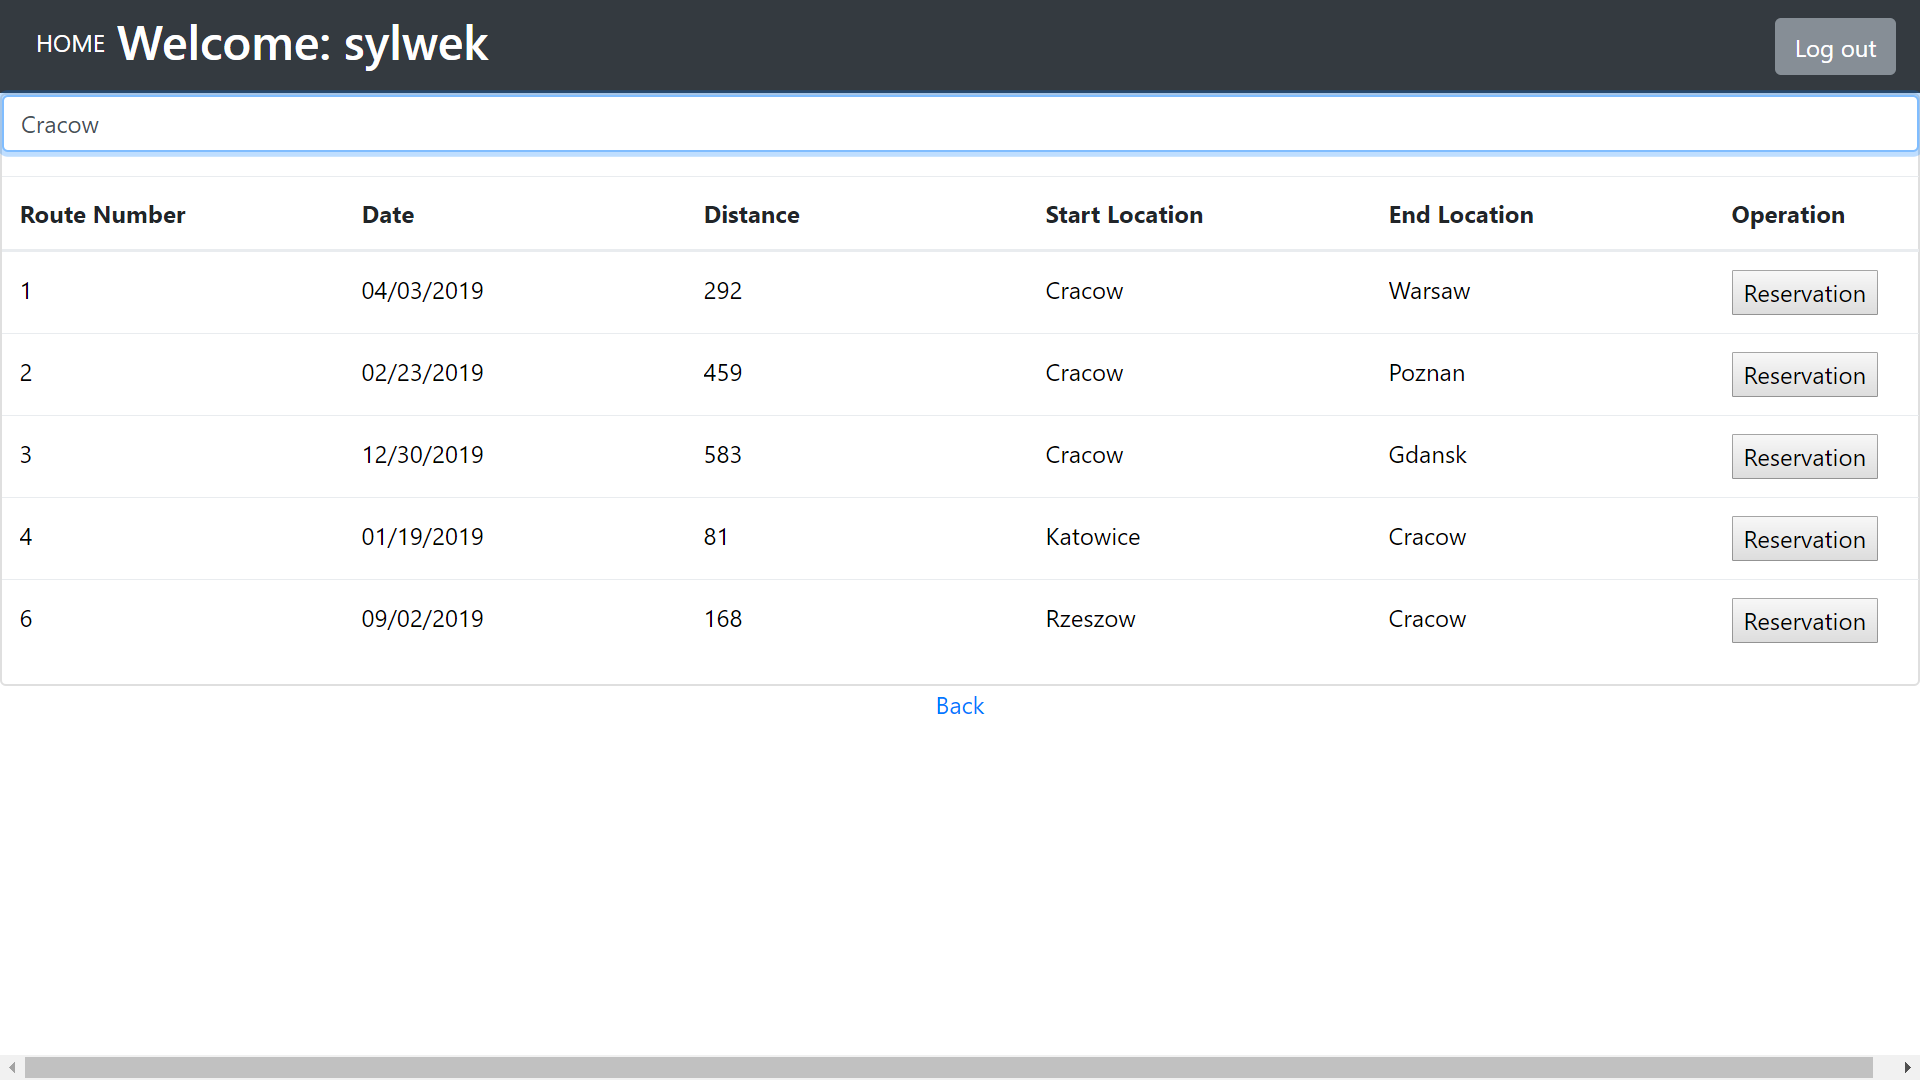 HOME Welcome: sylwek Log out
Cracow
Route Number Date Distance Start Location End Location Operation
1 04/03/2019 292 Cracow Warsaw Reservation
2 02/23/2019 459 Cracow Poznan Reservation
3 12/30/2019 583 Cracow Gdansk Reservation
4 01/19/2019 81 Katowice Cracow Reservation
6 09/02/2019 168 Rzeszow Cracow Reservation
Back